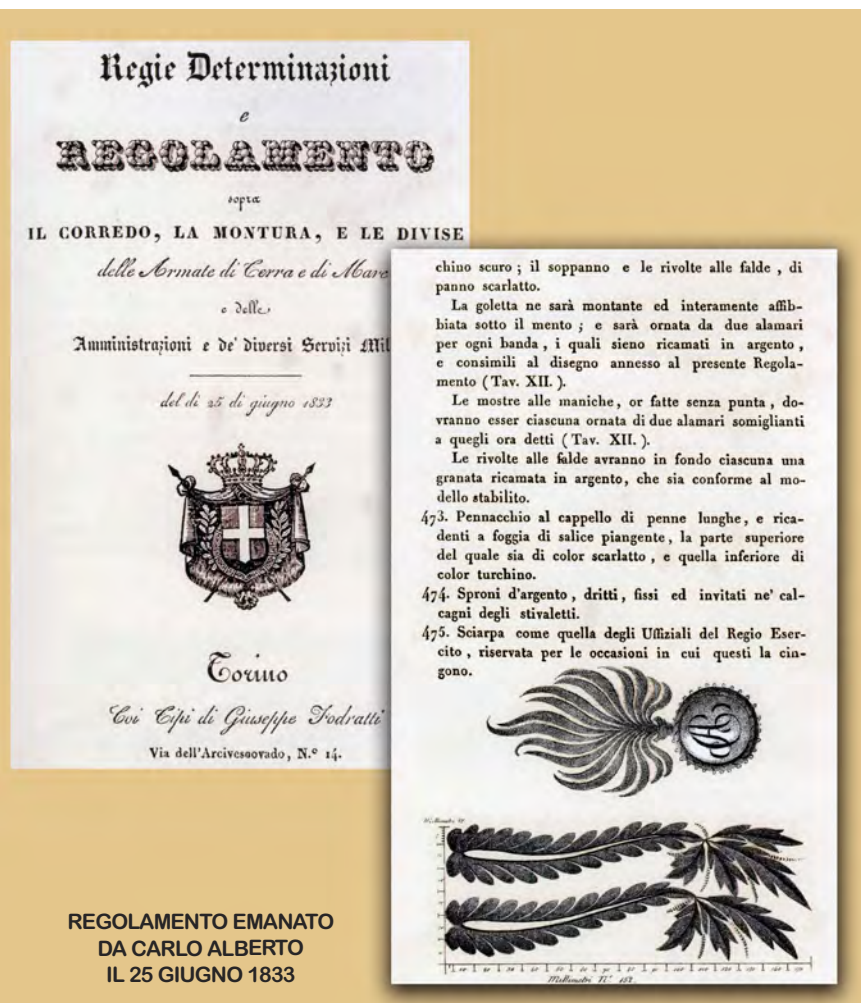 Regie Determinazioni
e
REGOLAMENTO
sopra
IL CORREDO, LA MONTURA, E LE DIVISE
delle Armate di Terra e di Mare
e delle
Amministrazioni e de' diversi Servizi Mil
del dì 25 di giugno 1833
Torino
Coi Tipi di Giuseppe Fodratti
Via dell'Arcivescovado, N.° 14.
chino scuro ; il soppanno e le rivolte alle falde , di
panno scarlatto.
La goletta ne sarà montante ed interamente affib-
biata sotto il mento ; e sarà ornata da due alamari
per ogni banda , i quali sieno ricamati in argento ,
e consimili al disegno annesso al presente Regola-
mento ( Tav. XII. ).
Le mostre alle maniche, or fatte senza punta , do-
vranno esser ciascuna ornata di due alamari somiglianti
a quegli ora detti ( Tav. XII. ).
Le rivolte alle falde avranno in fondo ciascuna una
granata ricamata in argento, che sia conforme al mo-
dello stabilito.
473. Pennacchio al cappello di penne lunghe, e rica-
denti a foggia di salice piangente, la parte superiore
del quale sia di color scarlatto , e quella inferiore di
color turchino.
474. Sproni d'argento , dritti , fissi ed invitati ne' cal-
cagni degli stivaletti.
475. Sciarpa come quella degli Uffiziali del Regio Eser-
cito , riservata per le occasioni in cui questi la cin-
gono.
REGOLAMENTO EMANATO
DA CARLO ALBERTO
IL 25 GIUGNO 1833